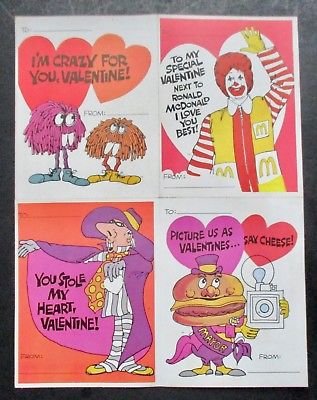 TO:
I'M CRAZY FOR
YOU, VALENTINE!
FROM:
TO MY
SPECIAL
VALENTINE
NEXT TO
RONALD
McDONALD
I LOVE
YOU
BEST!
FROM:
TO:
YOU STOLE
MY
HEART,
VALENTINE!
FROM:
TO:
PICTURE US AS
VALENTINES...
SAY CHEESE!
MAYOR
FROM: